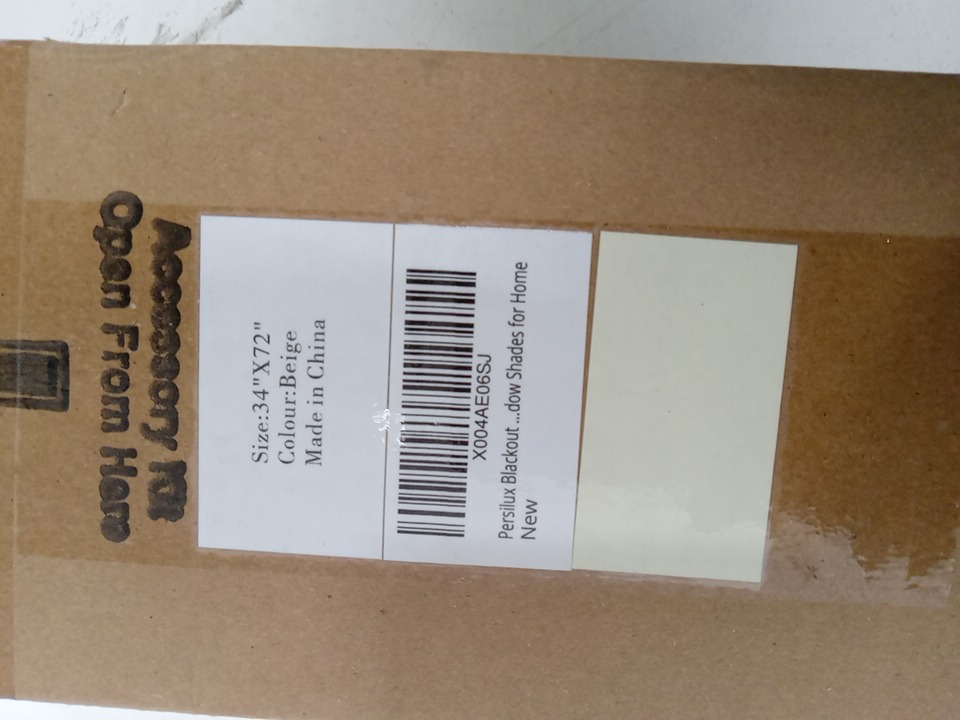 Accessory Kit
Open From Here
Size:34"X72"
Colour:Beige
Made in China
X004AE06SJ
Persilux Blackout ...dow Shades for Home
New